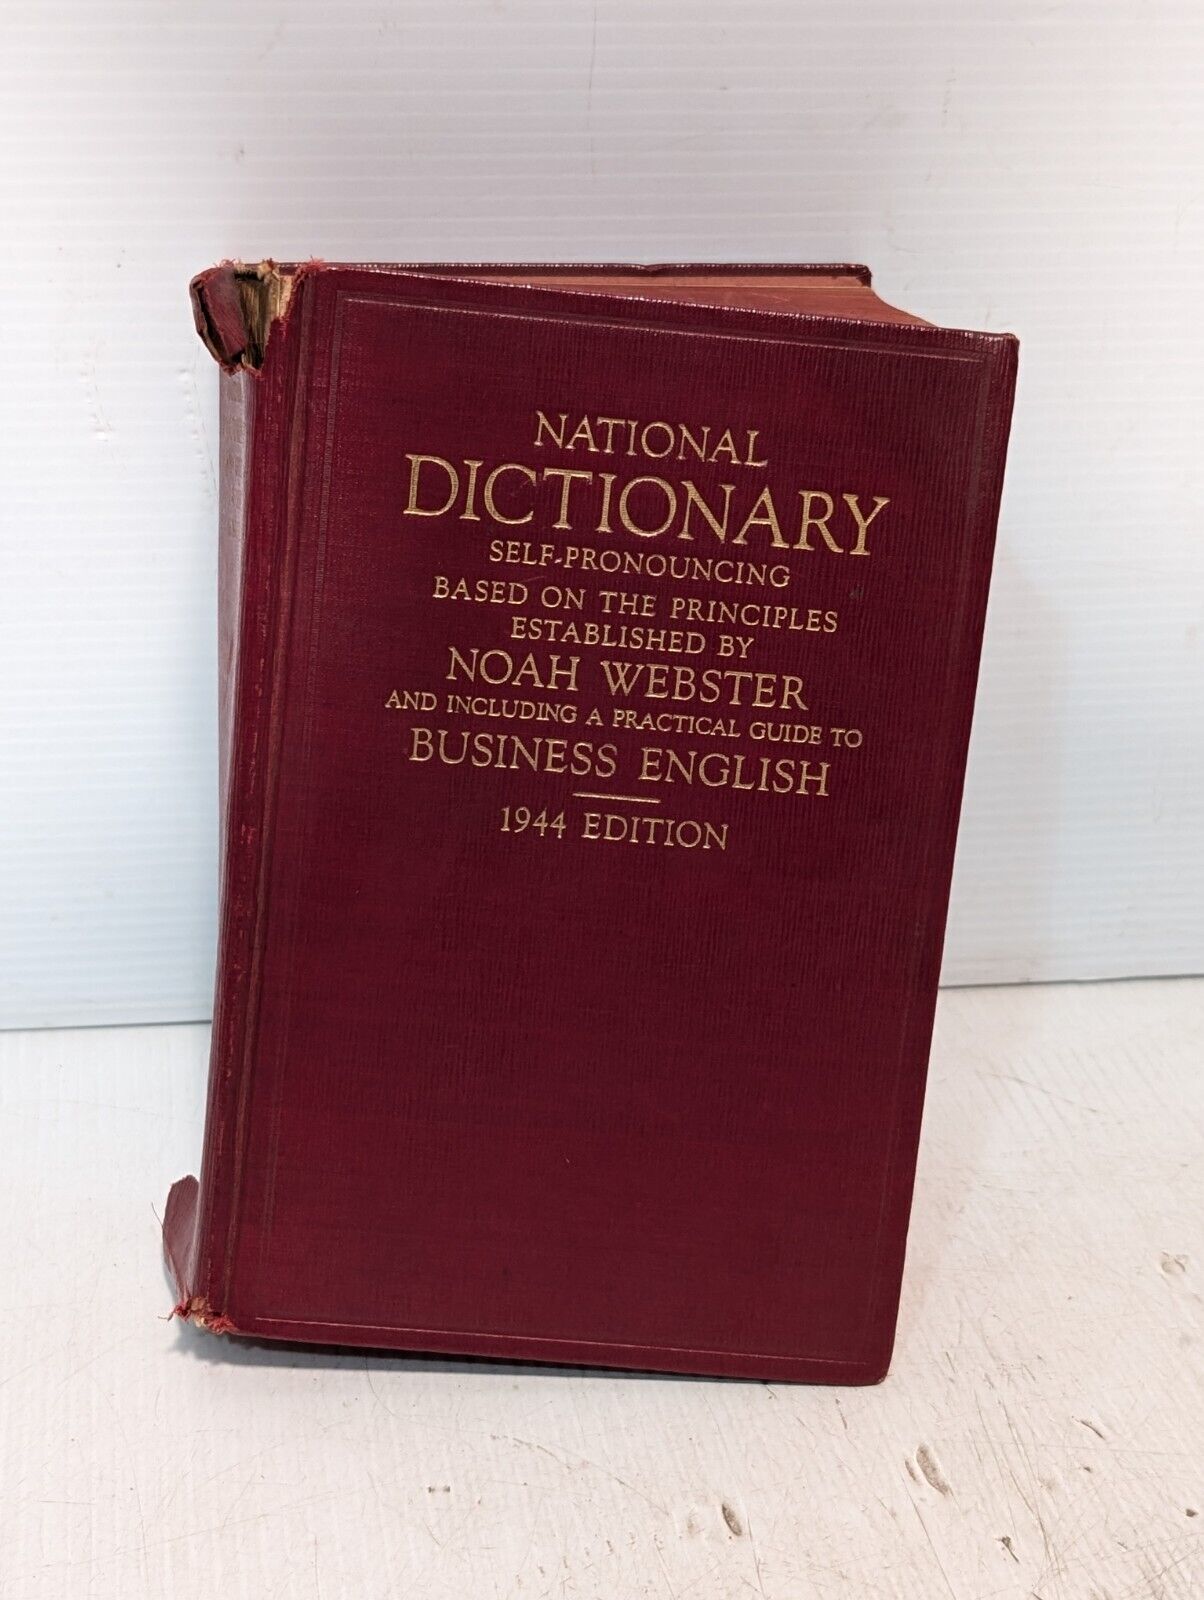 NATIONAL
DICTIONARY
SELF-PRONOUNCING
BASED ON THE PRINCIPLES
ESTABLISHED BY
NOAH WEBSTER
AND INCLUDING A PRACTICAL GUIDE TO
BUSINESS ENGLISH
1944 EDITION